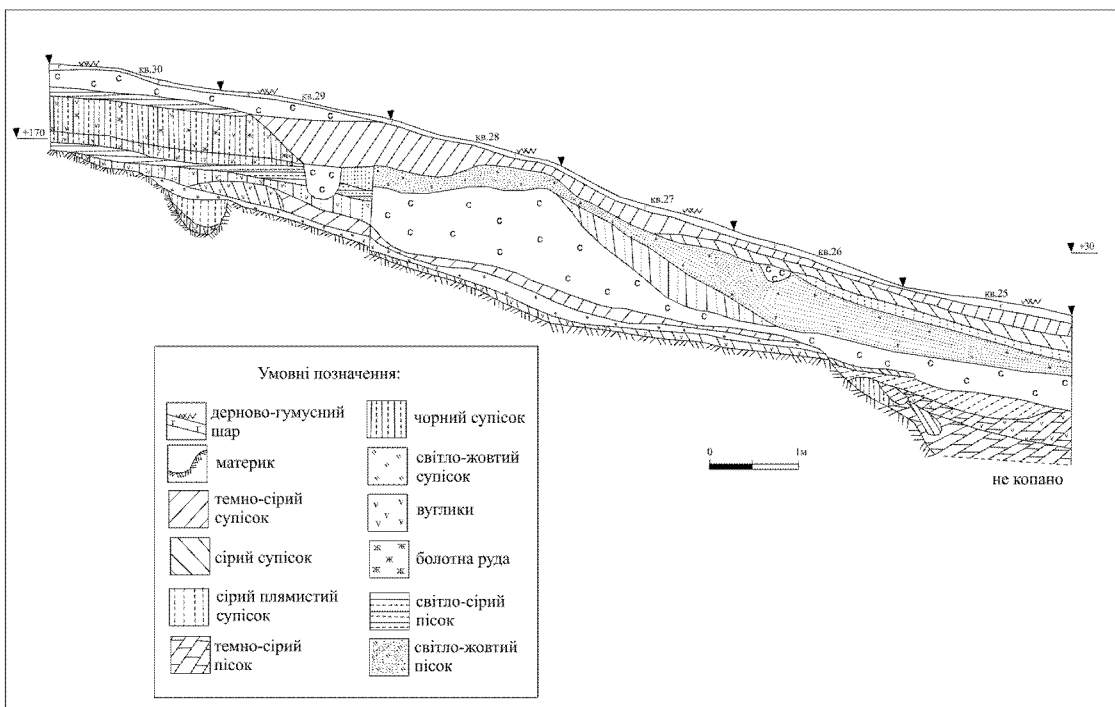 кв.30
кв.29
+170
кв.28
кв.27
кв.26
+30
кв.25
Умовні позначення:
дерново-гумусний
шар
чорний супісок
материк
світло-жовтий
супісок
темно-сірий
супісок
вуглики
сірий супісок
болотна руда
сірий плямистий
супісок
світло-сірий
пісок
темно-сірий
пісок
світло-жовтий
пісок
0
1м
не копано